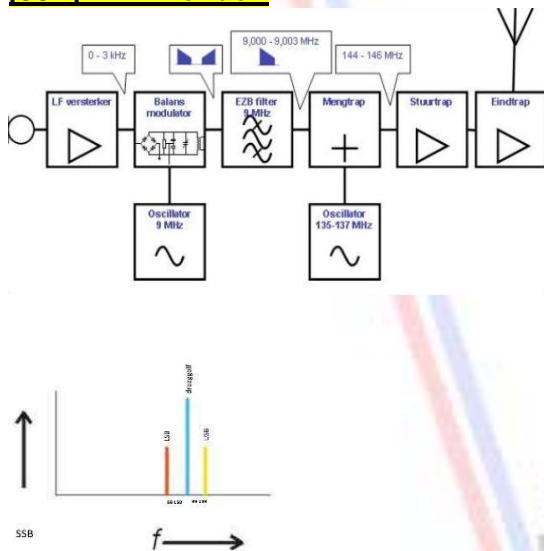 0 - 3 kHz
9,000 - 9,003 MHz
144 - 146 MHz
LF versterker
Balans
modulator
EZB filter
9 MHz
Mengtrap
Stuurtrap
Eindtrap
Oscillator
9 MHz
Oscillator
135-137 MHz
draaggolf
LSB
USB
SSB
f